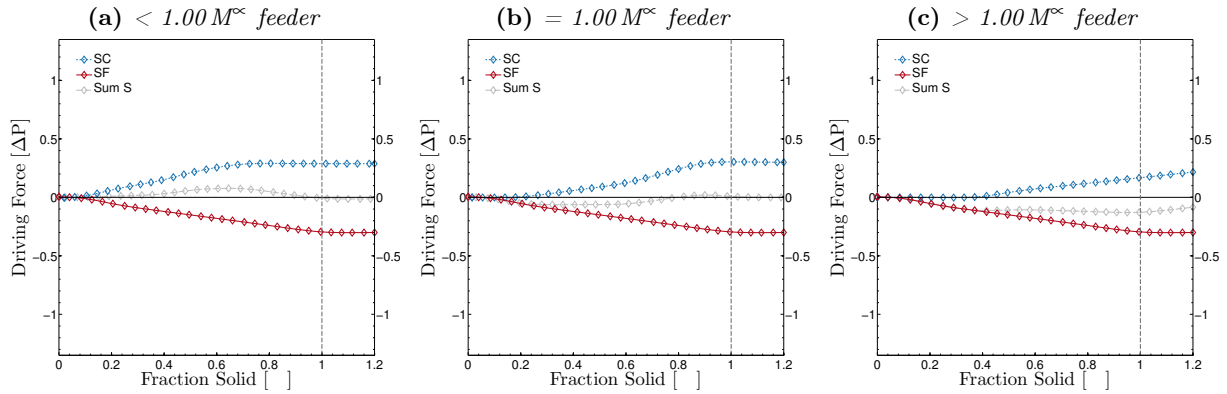 (a) < 1.00 M^∝ feeder
SC
SF
Sum S
Driving Force [ΔP]
1
0.5
0
−0.5
−1
1
0.5
0
−0.5
−1
0 0.2 0.4 0.6 0.8 1 1.2
Fraction Solid [ ]
(b) = 1.00 M^∝ feeder
SC
SF
Sum S
Driving Force [ΔP]
1
0.5
0
−0.5
−1
1
0.5
0
−0.5
−1
0 0.2 0.4 0.6 0.8 1 1.2
Fraction Solid [ ]
(c) > 1.00 M^∝ feeder
SC
SF
Sum S
Driving Force [ΔP]
1
0.5
0
−0.5
−1
1
0.5
0
−0.5
−1
0 0.2 0.4 0.6 0.8 1 1.2
Fraction Solid [ ]